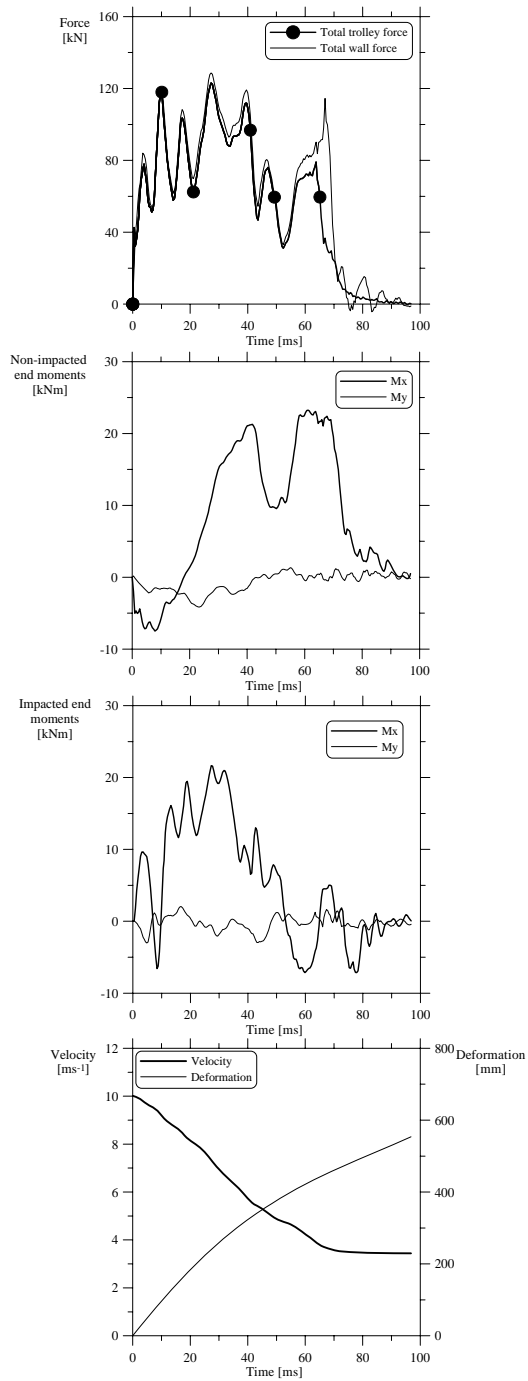 Force
[kN]
160
120
80
40
0
Total trolley force
Total wall force
0 20 40 60 80 100
Time [ms]
Non-impacted
end moments
[kNm]
30
20
10
0
-10
Mx
My
0 20 40 60 80 100
Time [ms]
Impacted end
moments
[kNm]
30
20
10
0
-10
Mx
My
0 20 40 60 80 100
Time [ms]
Velocity
[ms-1]
12
10
8
6
4
2
0
Velocity
Deformation
Deformation
[mm]
800
600
400
200
0
0 20 40 60 80 100
Time [ms]